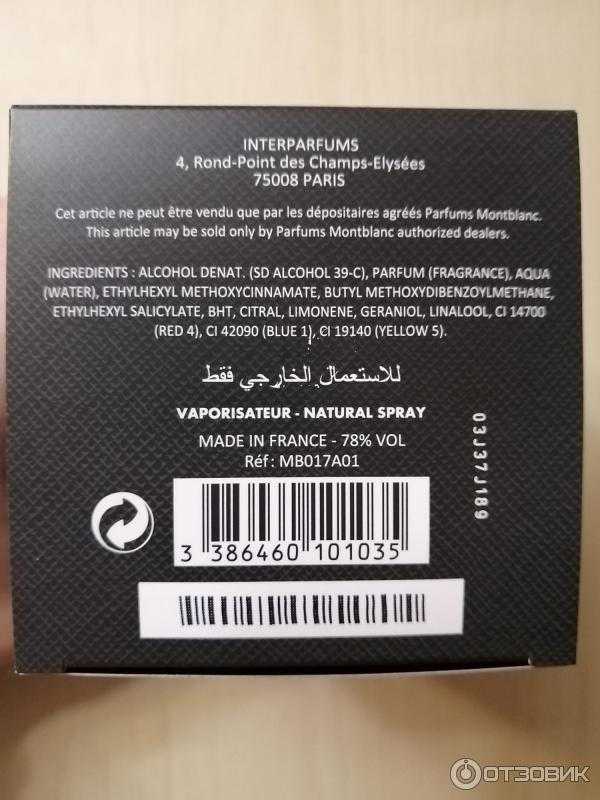 INTERPARFUMS
4, Rond-Point des Champs-Elysées
75008 PARIS
Cet article ne peut être vendu que par les dépositaires agréés Parfums Montblanc.
This article may be sold only by Parfums Montblanc authorized dealers.
INGREDIENTS : ALCOHOL DENAT. (SD ALCOHOL 39-C), PARFUM (FRAGRANCE), AQUA
(WATER), ETHYLHEXYL METHOXYCINNAMATE, BUTYL METHOXYDIBENZOYLMETHANE,
ETHYLHEXYL SALICYLATE, BHT, CITRAL, LIMONENE, GERANIOL, LINALOOL, CI 14700
(RED 4), CI 42090 (BLUE 1), CI 19140 (YELLOW 5).
للاستعمال الخارجي فقط
VAPORISATEUR - NATURAL SPRAY
MADE IN FRANCE - 78% VOL
Réf : MB017A01
03J37J189
3 386460 101035
ОТЗОВИК